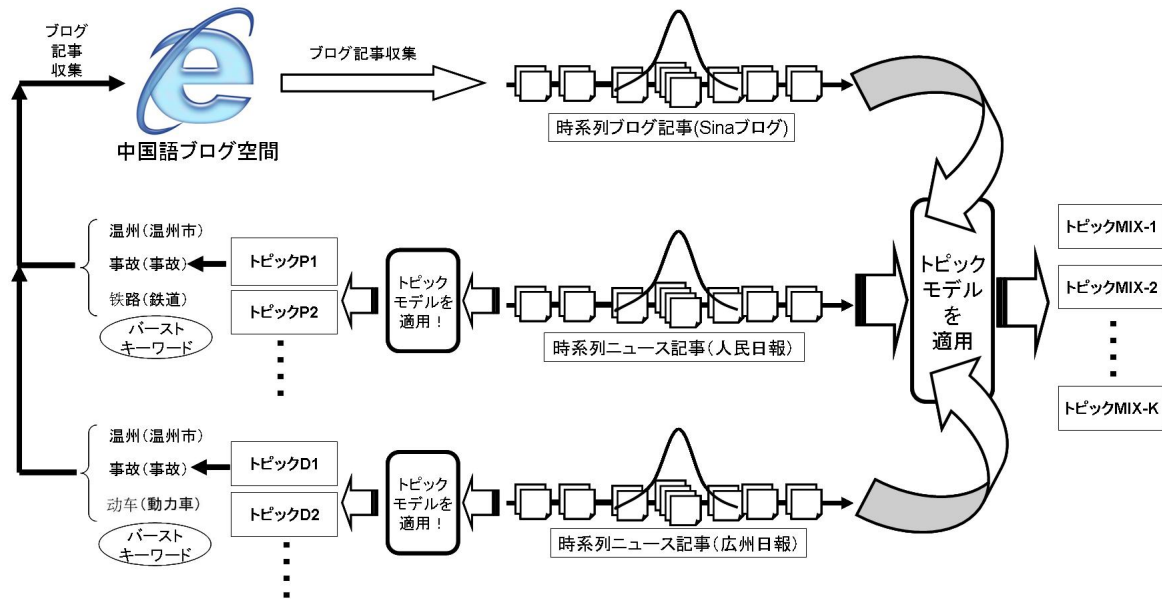 ブログ
記事
収集
ブログ記事収集
中国語ブログ空間
時系列ブログ記事(Sinaブログ)
温州(温州市)
事故(事故)
铁路(鉄道)
バースト
キーワード
トピックP1
トピックP2
トピック
モデルを
適用！
時系列ニュース記事(人民日報)
トピック
モデル
を
適用
トピックMIX-1
トピックMIX-2
トピックMIX-K
温州(温州市)
事故(事故)
动车(動力車)
バースト
キーワード
トピックD1
トピックD2
トピック
モデルを
適用！
時系列ニュース記事(広州日報)